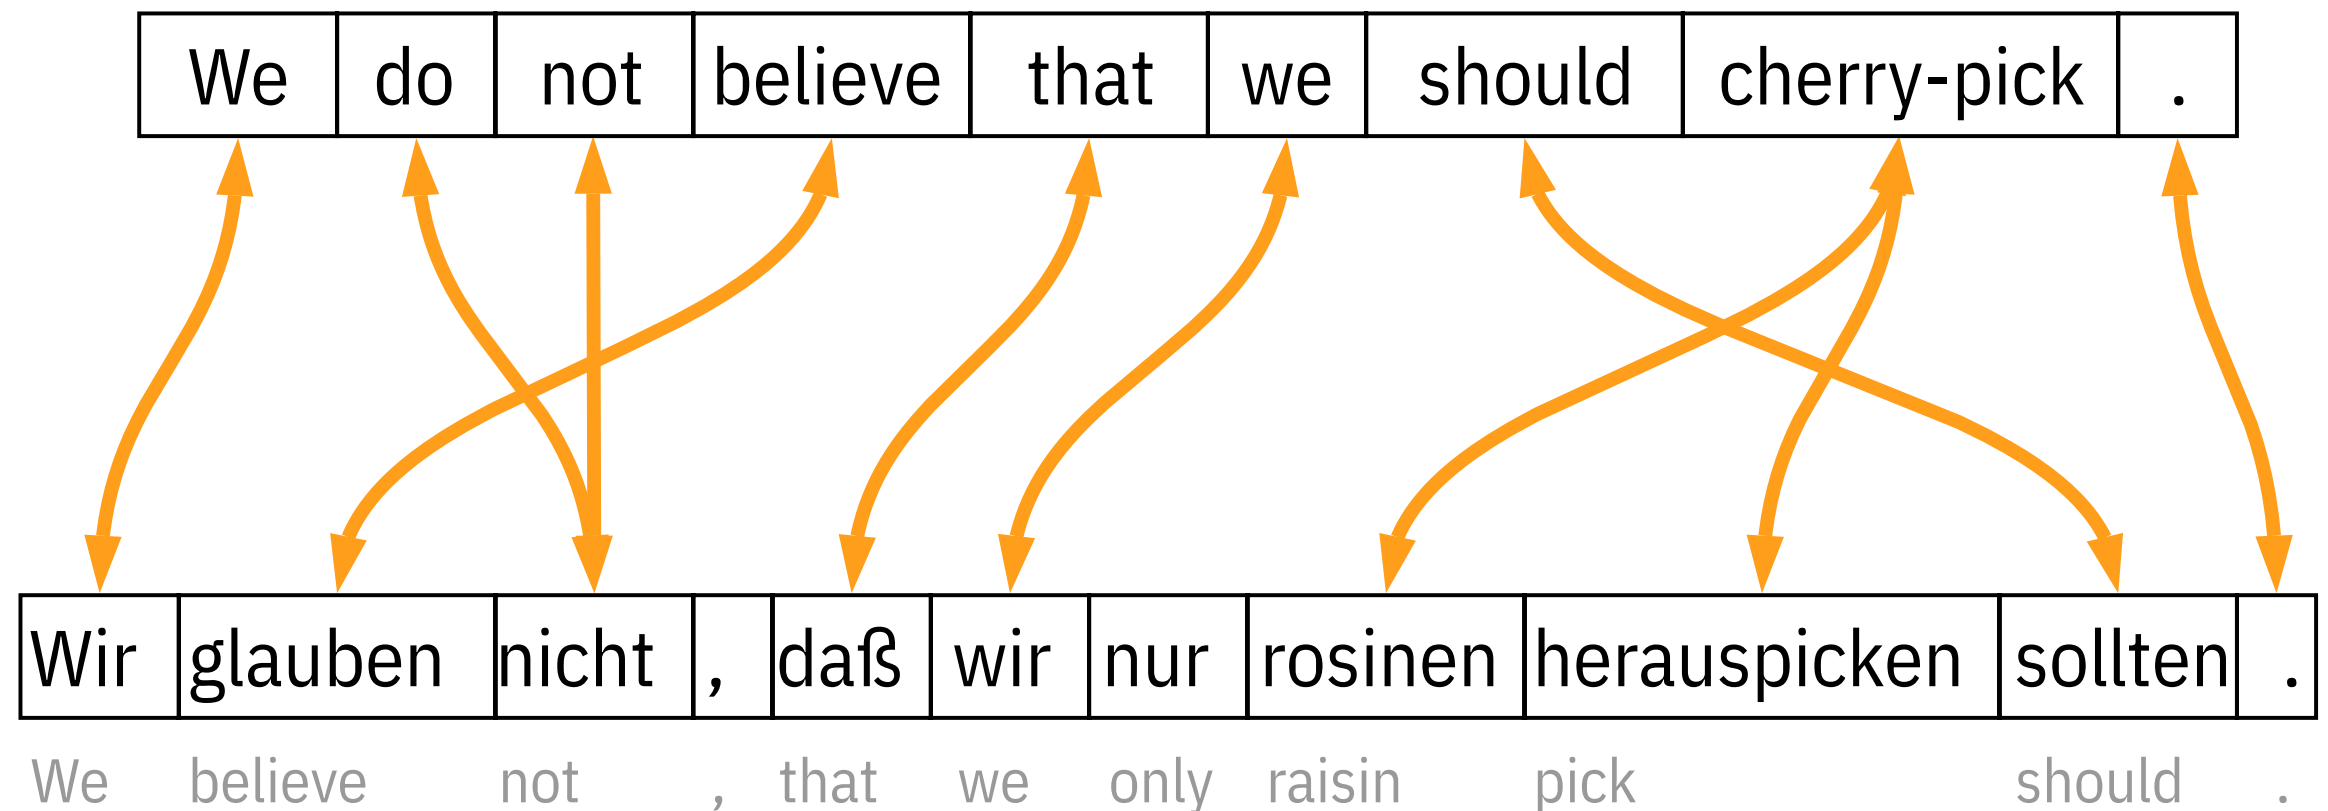 We do not believe that we should cherry-pick .
Wir glauben nicht , daß wir nur rosinen herauspicken sollten .
We believe not , that we only raisin pick should .